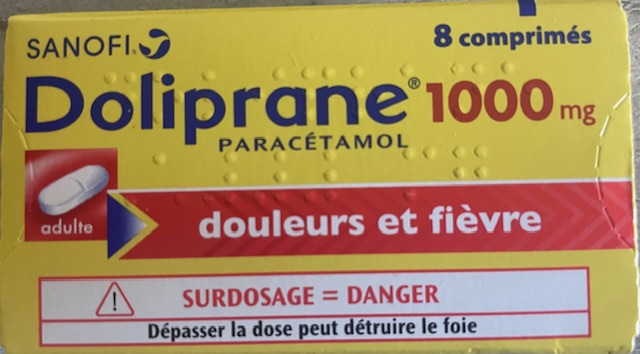 SANOFI
8 comprimés
Doliprane® 1000 mg
PARACÉTAMOL
adulte
douleurs et fièvre
SURDOSAGE = DANGER
Dépasser la dose peut détruire le foie